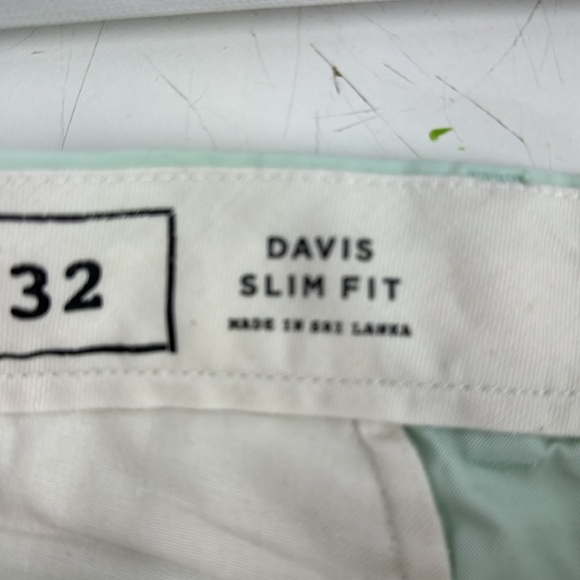 32
DAVIS
SLIM FIT
MADE IN SRI LANKA